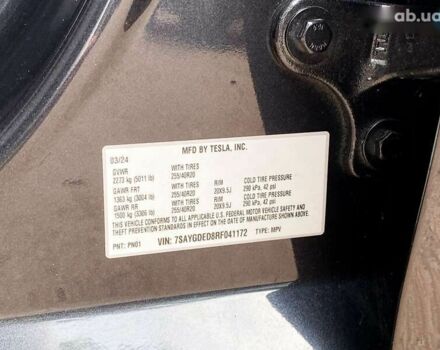 ab.ua
MFD BY TESLA, INC.
03/24
GVWR WITH TIRES
2273 kg (5011 lb) 255/40R20
GAWR FRT WITH TIRES RIM COLD TIRE PRESSURE
1363 kg (3004 lb) 255/40R20 20X9.5J 290 kPa, 42 psi
GAWR RR WITH TIRES RIM COLD TIRE PRESSURE
1500 kg (3306 lb) 255/40R20 20X9.5J 290 kPa, 42 psi
THIS VEHICLE CONFORMS TO ALL APPLICABLE U.S. FEDERAL MOTOR VEHICLE SAFETY AND
THEFT PREVENTION STANDARDS IN EFFECT ON THE DATE OF MANUFACTURE SHOWN ABOVE.
PNT: PN01 VIN: 7SAYGDED8RF041172 TYPE: MPV